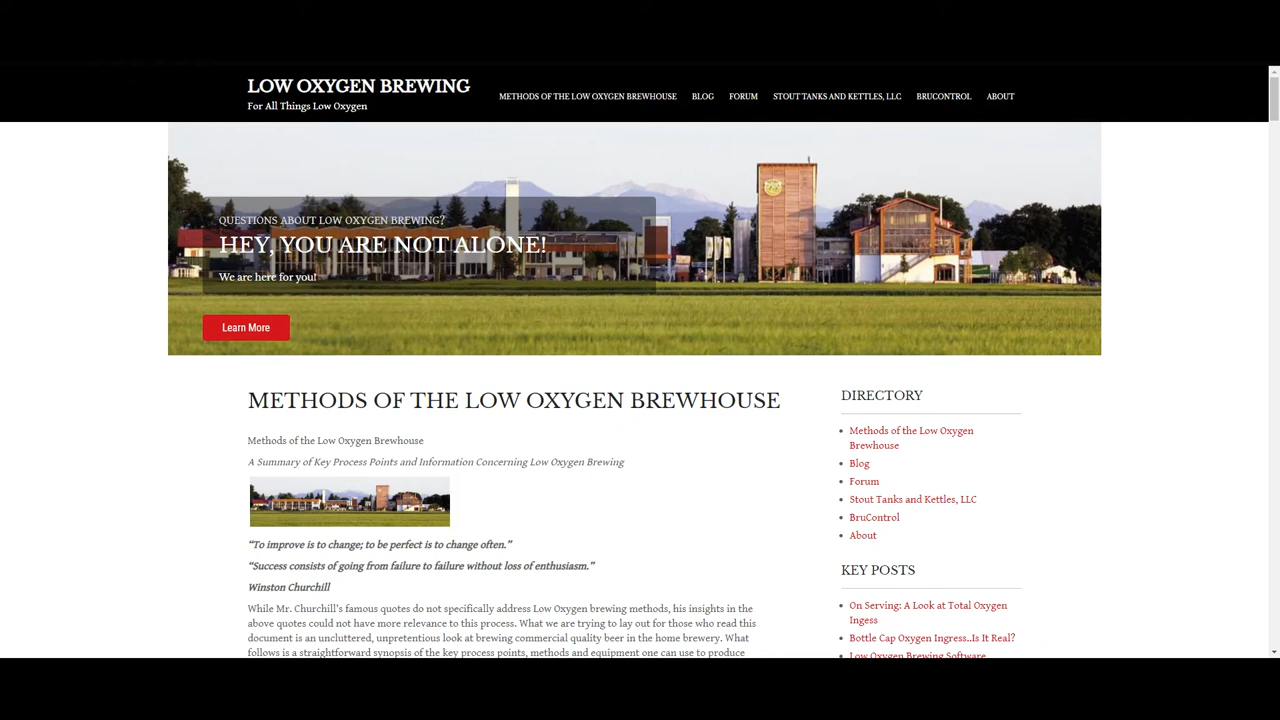 LOW OXYGEN BREWING
For All Things Low Oxygen
METHODS OF THE LOW OXYGEN BREWHOUSE BLOG FORUM STOUT TANKS AND KETTLES, LLC BRUCONTROL ABOUT
QUESTIONS ABOUT LOW OXYGEN BREWING?
HEY, YOU ARE NOT ALONE!
We are here for you!
Learn More
METHODS OF THE LOW OXYGEN BREWHOUSE
Methods of the Low Oxygen Brewhouse
A Summary of Key Process Points and Information Concerning Low Oxygen Brewing
“To improve is to change; to be perfect is to change often.”
“Success consists of going from failure to failure without loss of enthusiasm.”
Winston Churchill
While Mr. Churchill’s famous quotes do not specifically address Low Oxygen brewing methods, his insights in the
above quotes could not have more relevance to this process. What we are trying to lay out for those who read this
document is an uncluttered, unpretentious look at brewing commercial quality beer in the home brewery. What
follows is a straightforward synopsis of the key process points, methods and equipment one can use to produce
DIRECTORY
Methods of the Low Oxygen
Brewhouse
Blog
Forum
Stout Tanks and Kettles, LLC
BruControl
About
KEY POSTS
On Serving: A Look at Total Oxygen
Ingess
Bottle Cap Oxygen Ingress..Is It Real?
Low Oxygen Brewing Software